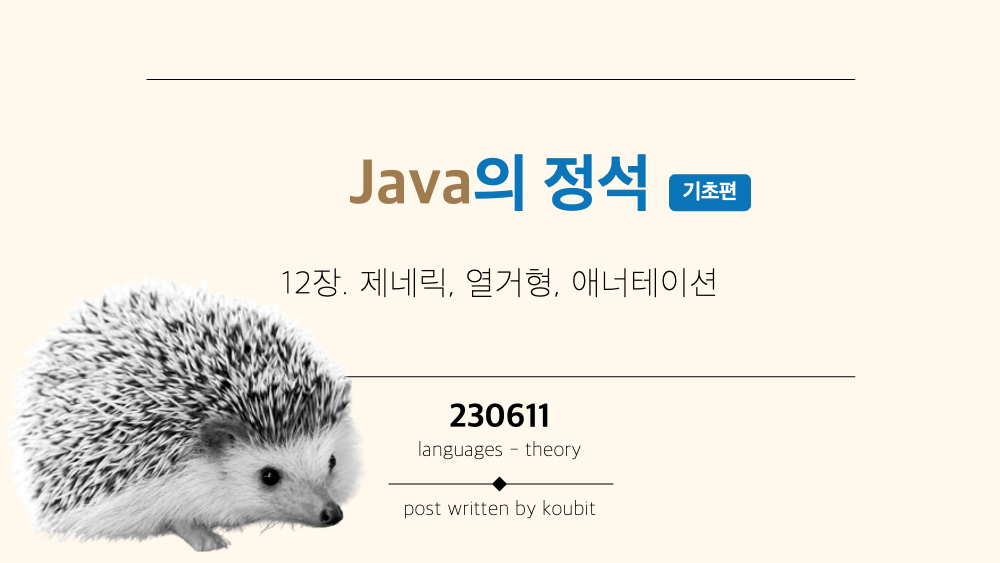 Java의 정석 기초편
12장. 제네릭, 열거형, 애너테이션
230611
languages - theory
post written by koubit